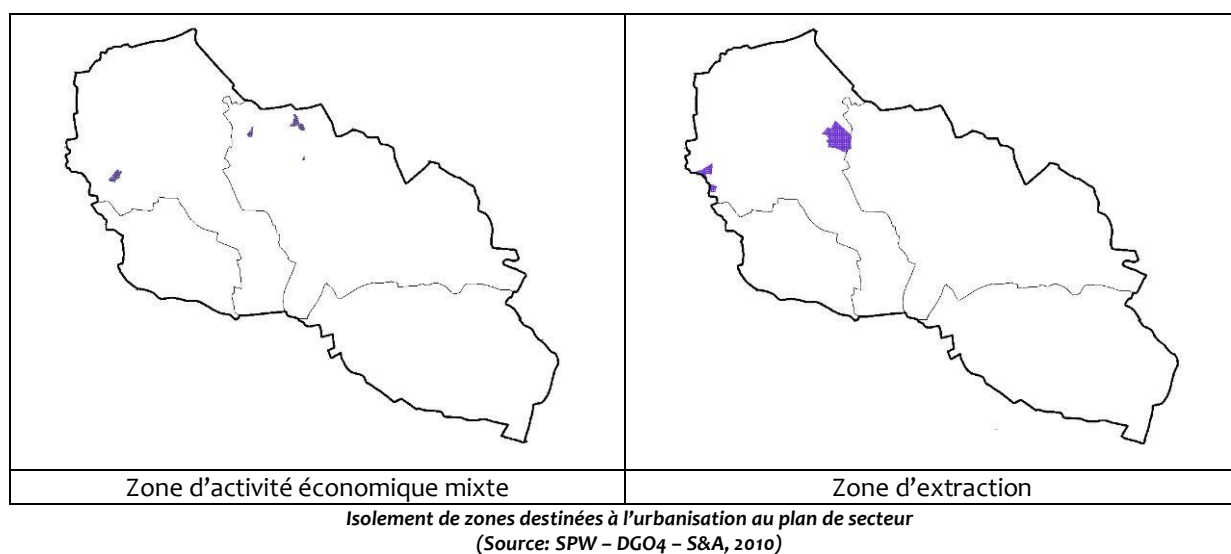 Zone d’activité économique mixte
Zone d’extraction
Isolement de zones destinées à l’urbanisation au plan de secteur
(Source: SPW – DGO4 – S&A, 2010)